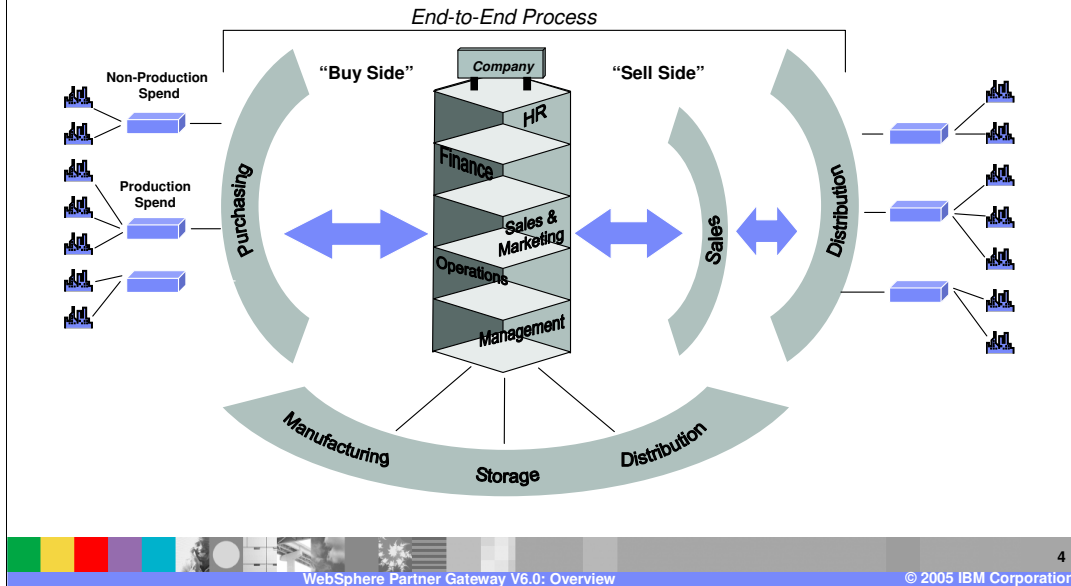 End-to-End Process
Non-Production
Spend
"Buy Side"
Company
"Sell Side"
HR
Finance
Production
Spend
Purchasing
Sales &
Marketing
Sales
Distribution
Operations
Management
Manufacturing
Storage
Distribution
4
WebSphere Partner Gateway V6.0: Overview
© 2005 IBM Corporation